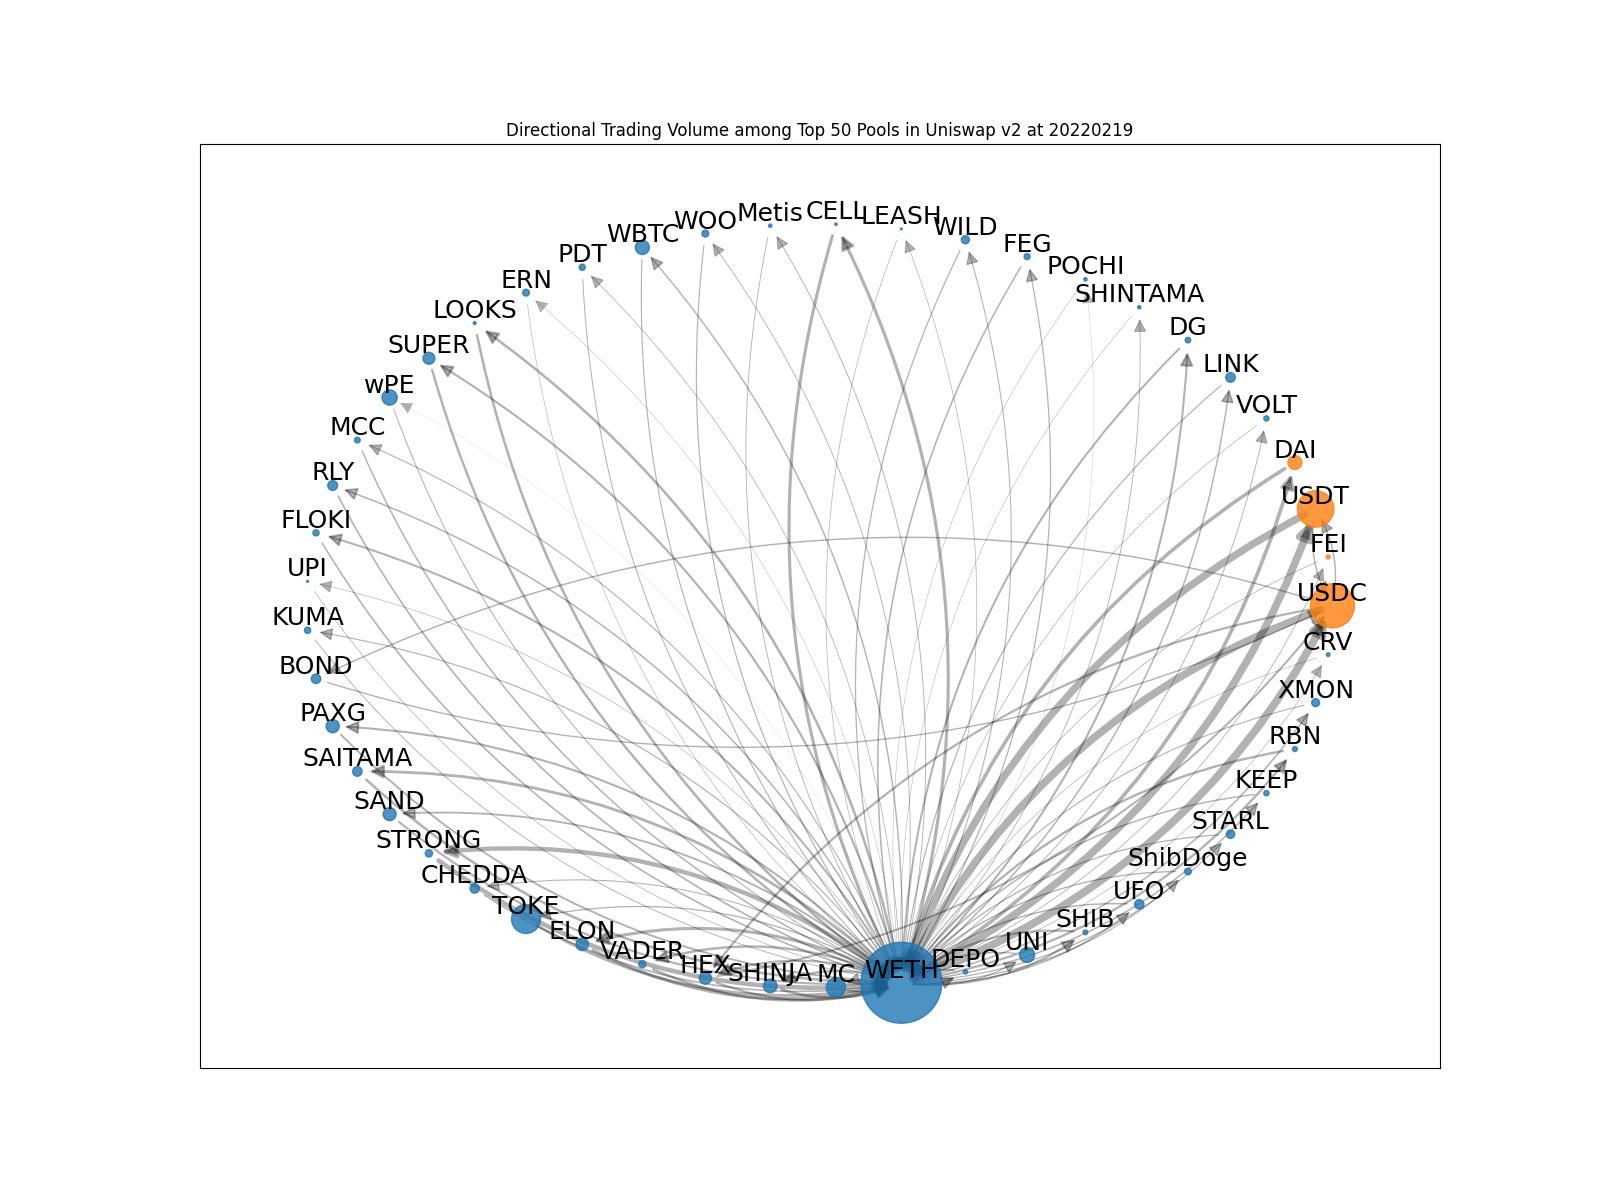 Directional Trading Volume among Top 50 Pools in Uniswap v2 at 20220219
CELL
LEASH
Metis
WOO
WILD
WBTC
FEG
PDT
POCHI
ERN
SHINTAMA
LOOKS
DG
SUPER
LINK
wPE
VOLT
MCC
DAI
RLY
USDT
FLOKI
FEI
UPI
USDC
KUMA
CRV
BOND
XMON
PAXG
RBN
SAITAMA
KEEP
SAND
STARL
STRONG
ShibDoge
CHEDDA
UFO
TOKE
SHIB
ELON
UNI
VADER
DEPO
HEX
SHINJA
MC
WETH